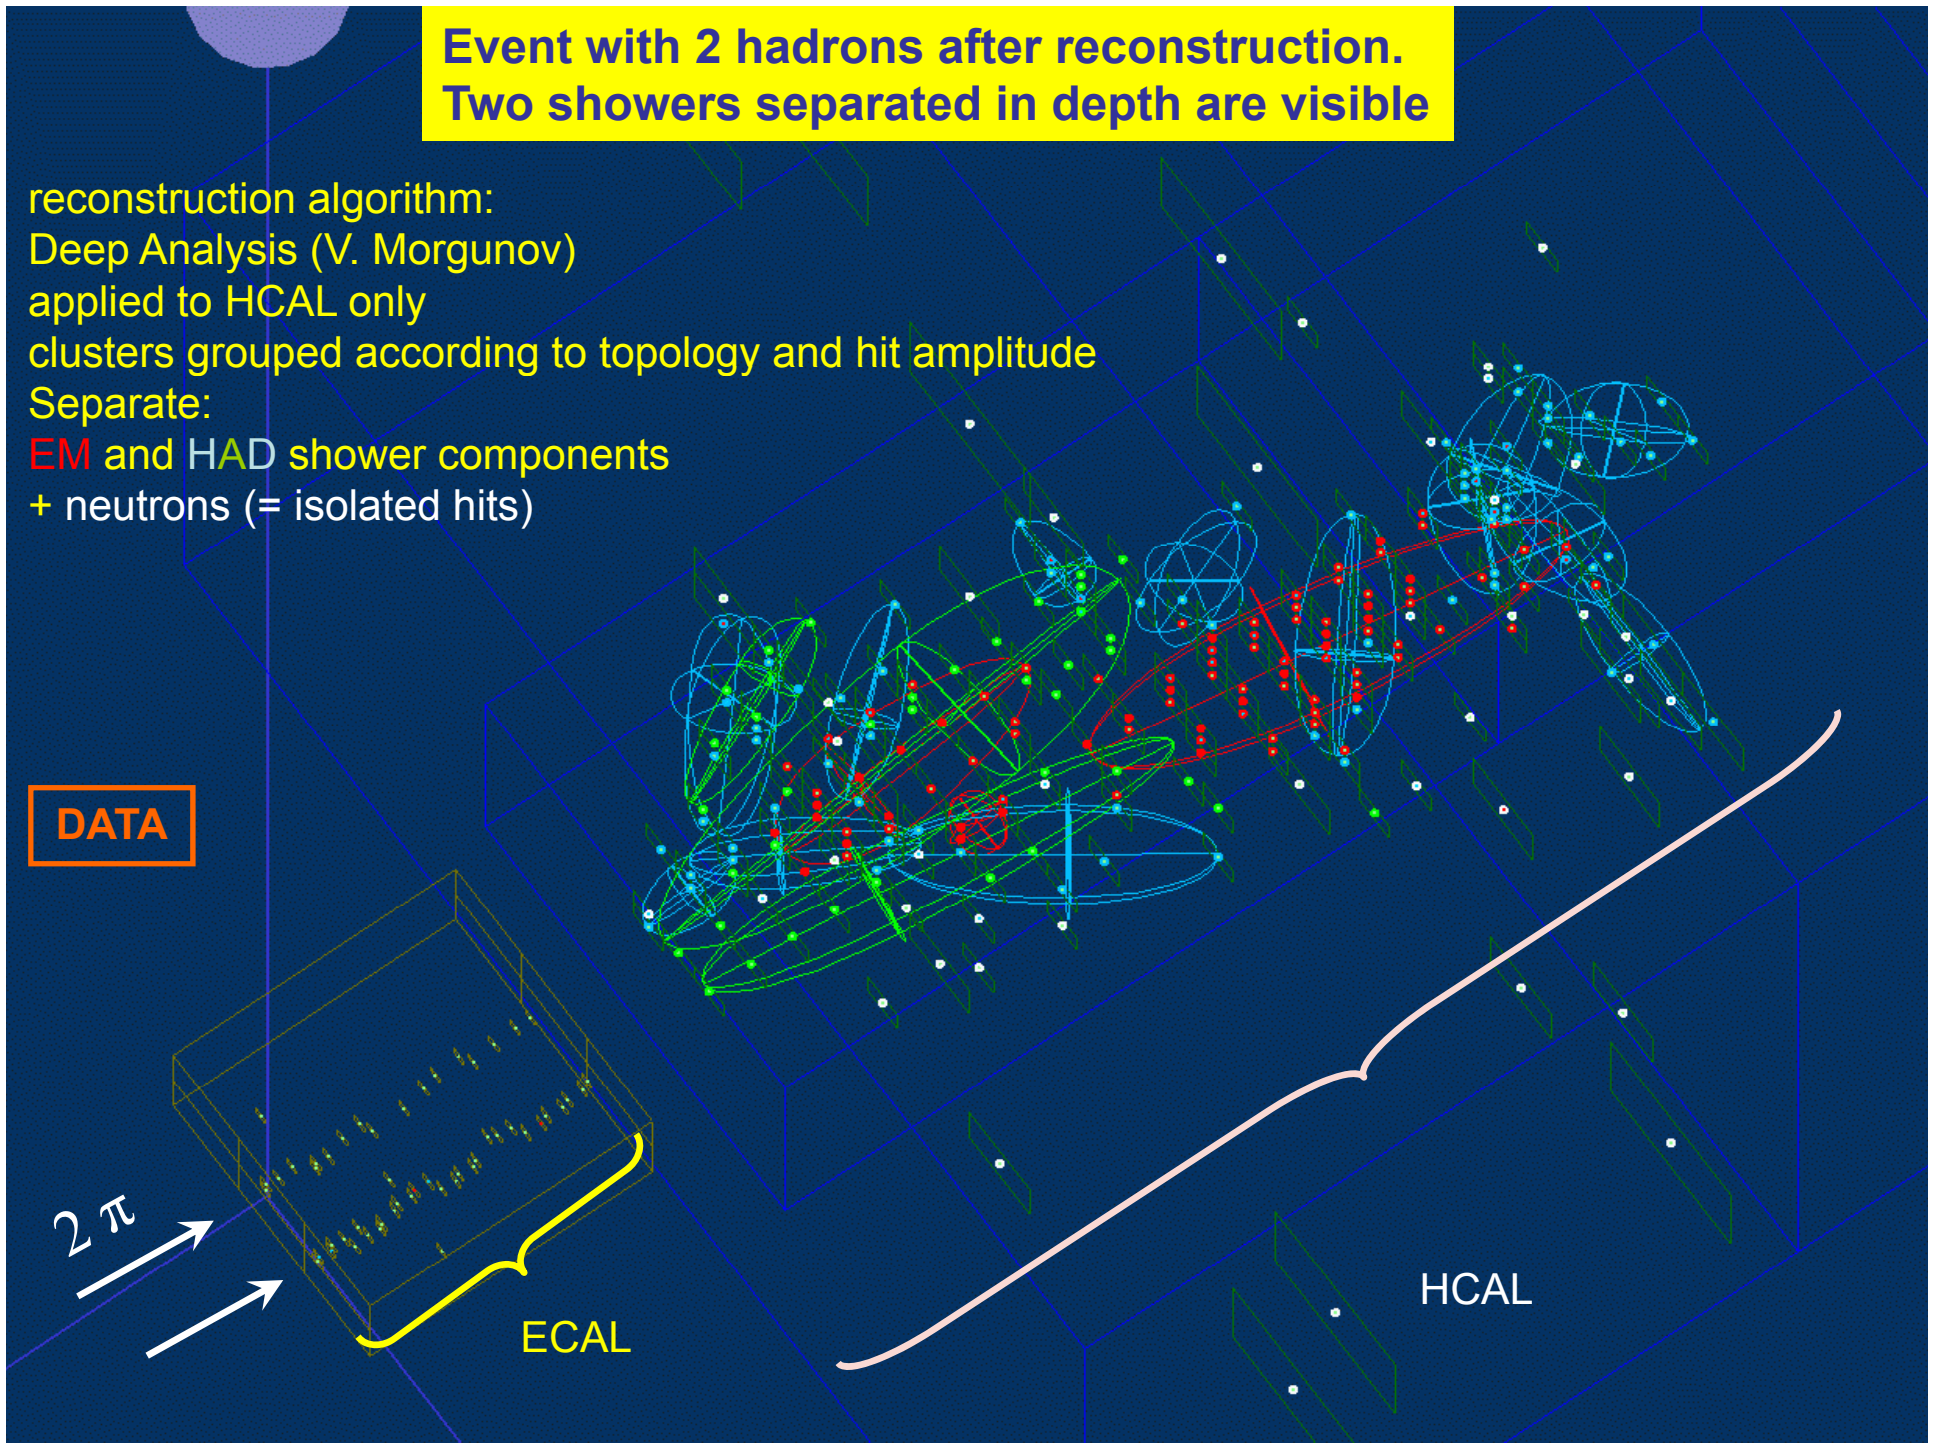 Event with 2 hadrons after reconstruction.
Two showers separated in depth are visible
reconstruction algorithm:
Deep Analysis (V. Morgunov)
applied to HCAL only
clusters grouped according to topology and hit amplitude
Separate:
EM and HAD shower components
+ neutrons (= isolated hits)
DATA
2 π
ECAL
HCAL